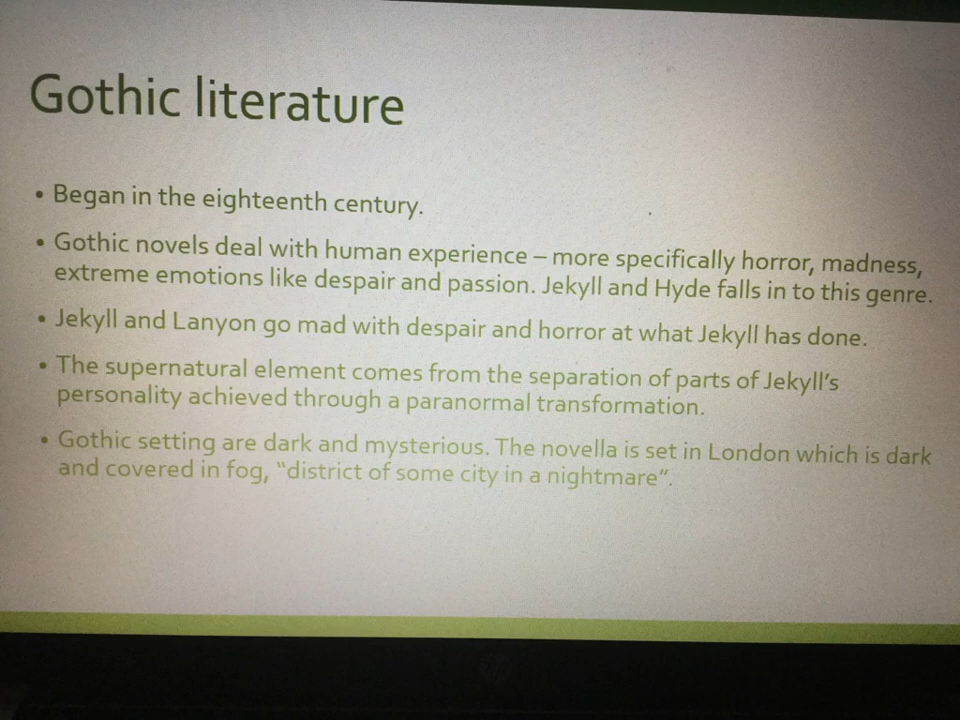 Gothic literature
• Began in the eighteenth century.
• Gothic novels deal with human experience – more specifically horror, madness,
extreme emotions like despair and passion. Jekyll and Hyde falls in to this genre.
• Jekyll and Lanyon go mad with despair and horror at what Jekyll has done.
• The supernatural element comes from the separation of parts of Jekyll's
personality achieved through a paranormal transformation.
• Gothic setting are dark and mysterious. The novella is set in London which is dark
and covered in fog, “district of some city in a nightmare”.